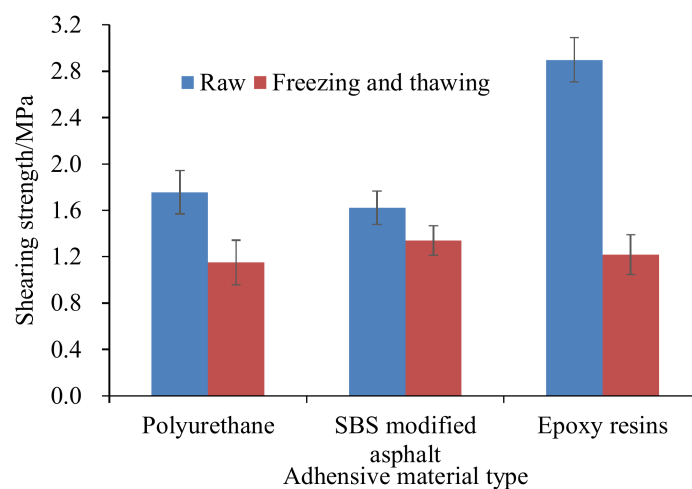 3.2
2.8
2.4
2.0
1.6
1.2
0.8
0.4
0.0
Shearing strength/MPa
Raw
Freezing and thawing
Polyurethane
SBS modified
asphalt
Epoxy resins
Adhensive material type